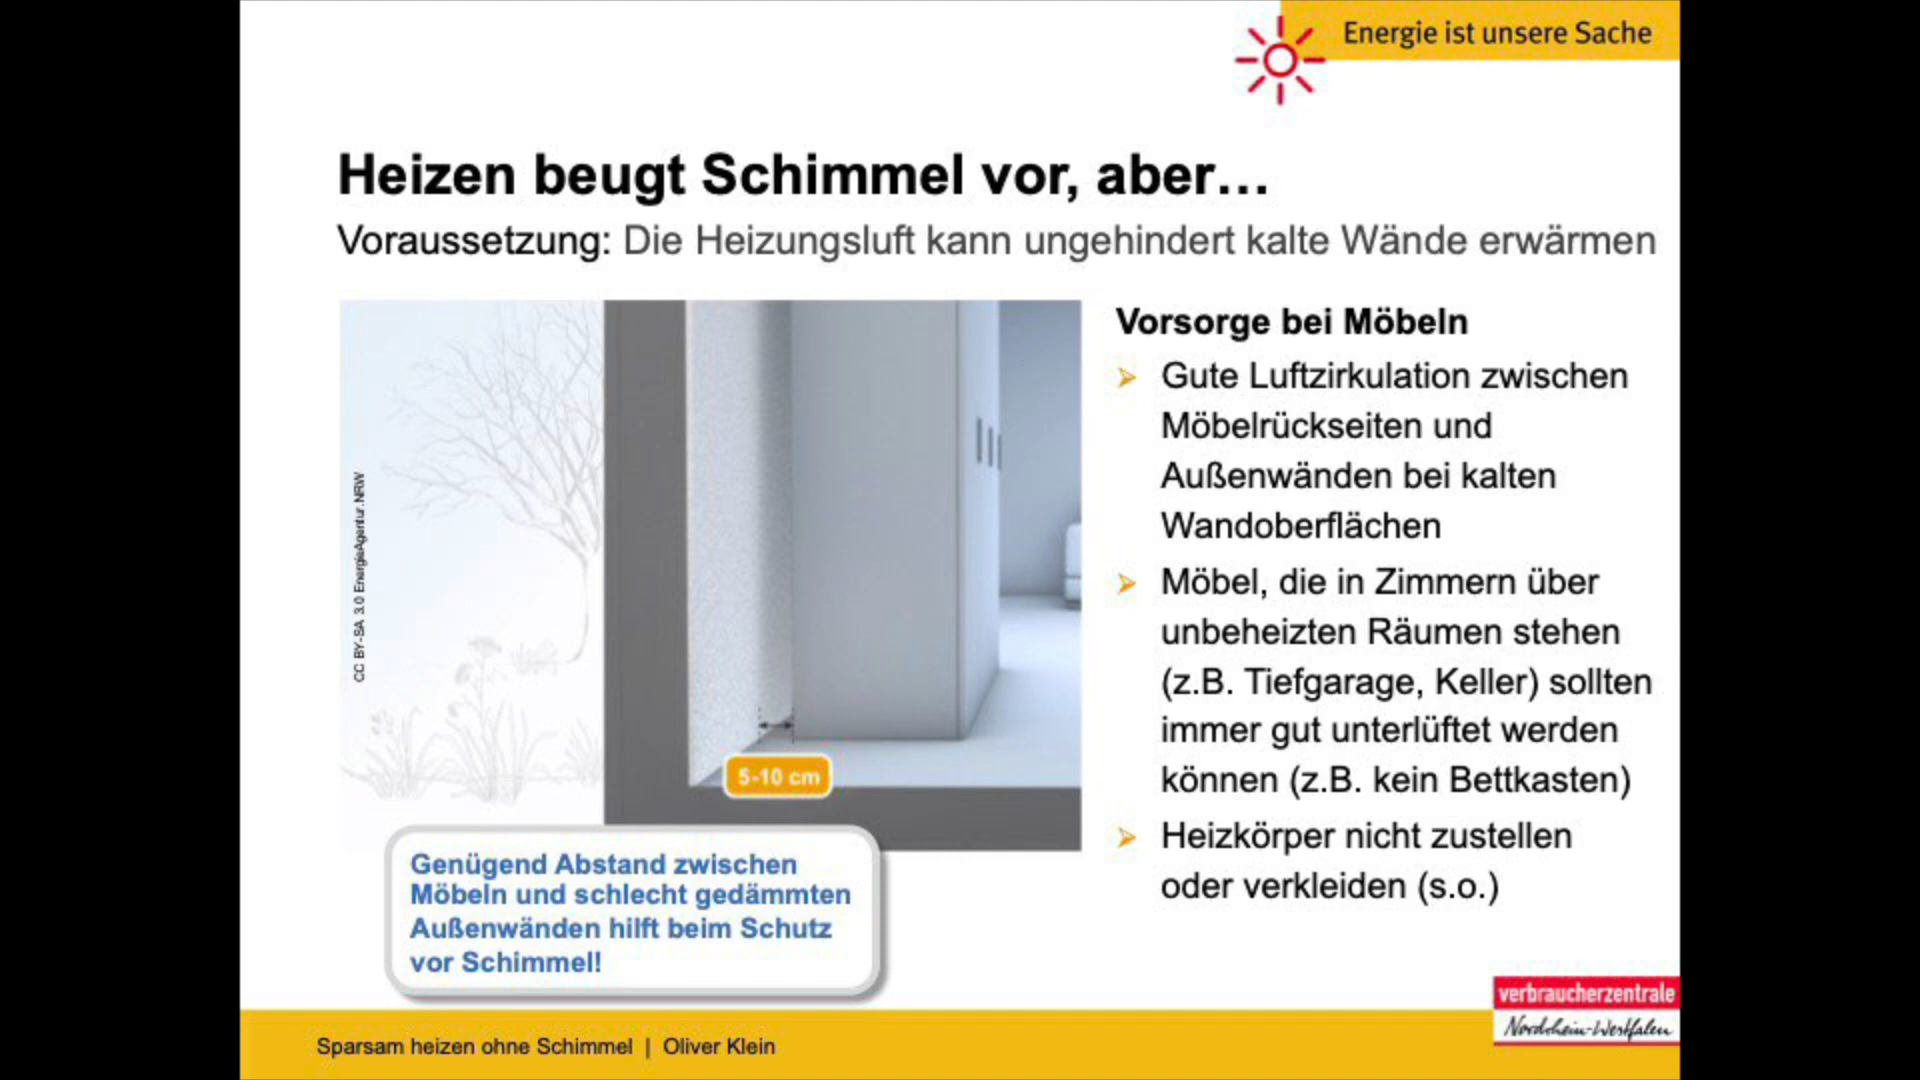 Energie ist unsere Sache
Heizen beugt Schimmel vor, aber…
Voraussetzung: Die Heizungsluft kann ungehindert kalte Wände erwärmen
CC BY-SA 3.0 EnergieAgentur.NRW
5-10 cm
Genügend Abstand zwischen
Möbeln und schlecht gedämmten
Außenwänden hilft beim Schutz
vor Schimmel!
Vorsorge bei Möbeln
Gute Luftzirkulation zwischen
Möbelrückseiten und
Außenwänden bei kalten
Wandoberflächen
Möbel, die in Zimmern über
unbeheizten Räumen stehen
(z.B. Tiefgarage, Keller) sollten
immer gut unterlüftet werden
können (z.B. kein Bettkasten)
Heizkörper nicht zustellen
oder verkleiden (s.o.)
Sparsam heizen ohne Schimmel | Oliver Klein
verbraucherzentrale
Nordrhein-Westfalen